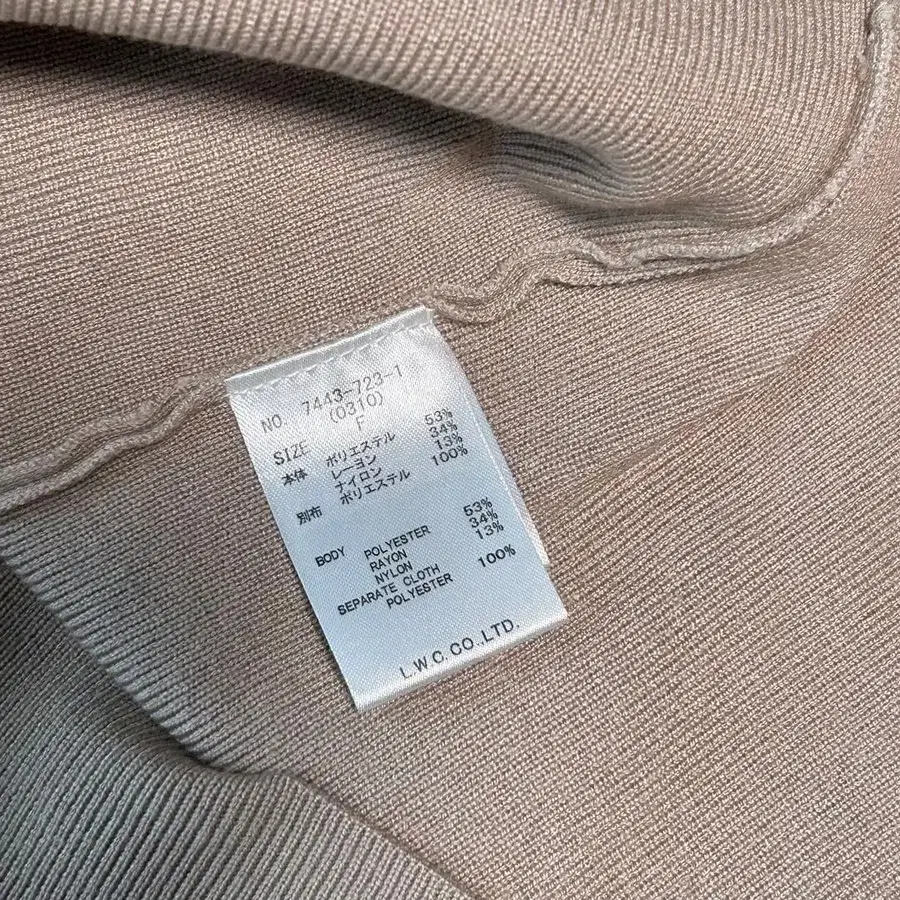 NO. 7443-723-1
(0310)
SIZE F
本体 ポリエステル 53%
レーヨン 34%
ナイロン 13%
別布 ポリエステル 100%
BODY POLYESTER 53%
RAYON 34%
NYLON 13%
SEPARATE CLOTH
POLYESTER 100%
L.W.C.CO.,LTD.